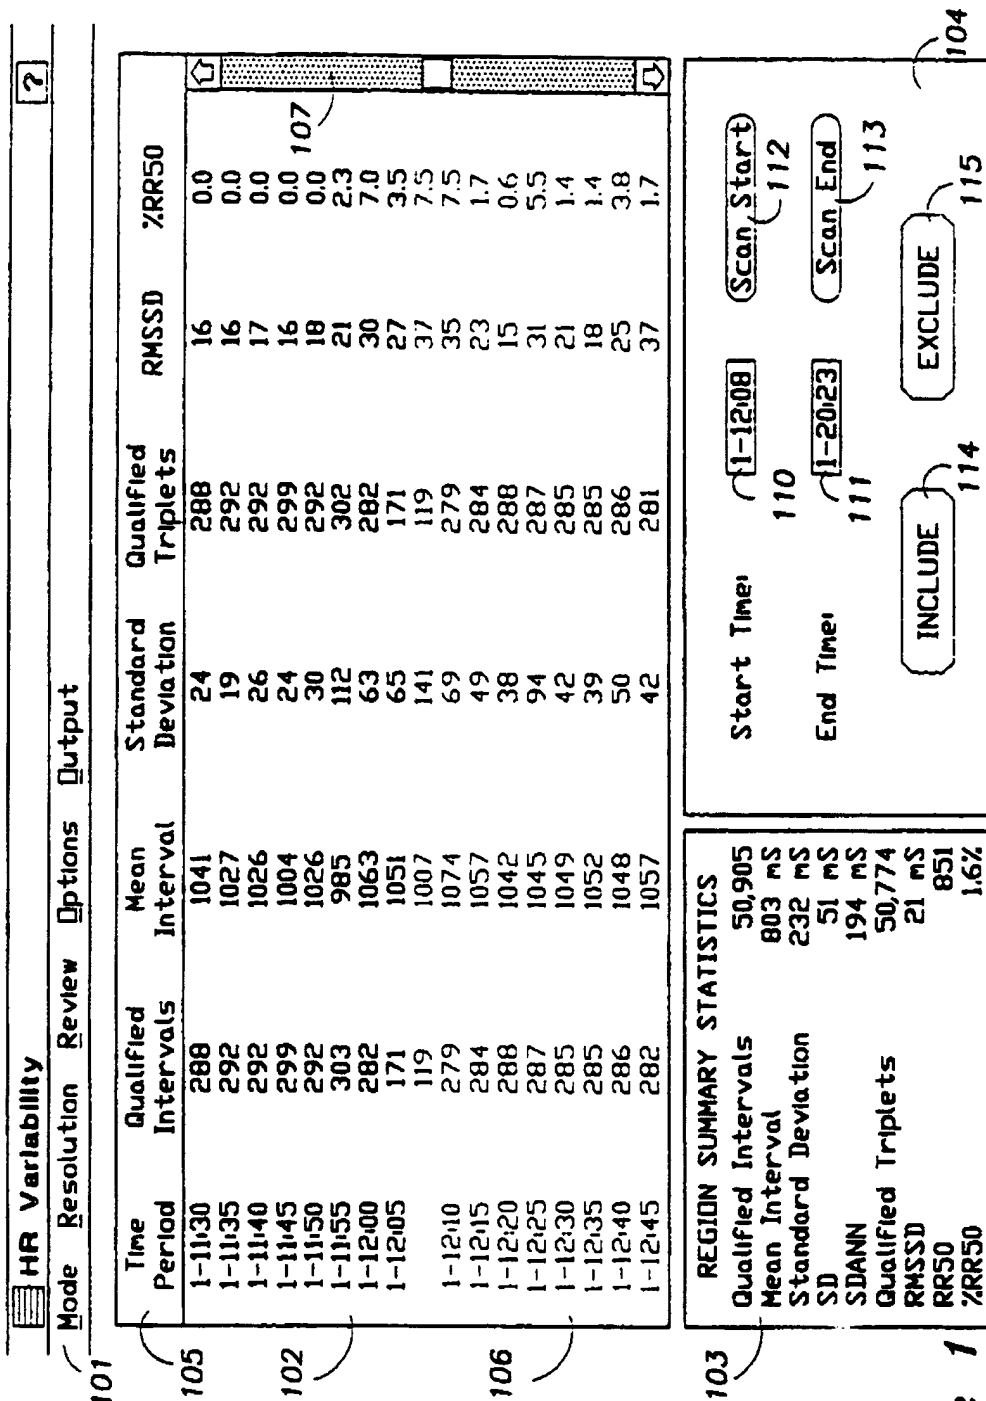 HR Variability ?
Mode Resolution Review Options Output
101
Time Period Qualified Intervals Mean Interval Standard Deviation Qualified Triplets RMSSD %RR50
105
1-11:30 288 1041 24 288 16 0.0
1-11:35 292 1027 19 292 16 0.0
1-11:40 292 1026 26 292 17 0.0
1-11:45 299 1004 24 299 16 0.0
1-11:50 292 1026 30 292 18 0.0
102
107
1-11:55 303 985 112 302 21 2.3
1-12:00 282 1063 63 282 30 7.0
1-12:05 171 1051 65 171 27 3.5
119 1007 141 119 37 7.5
1-12:10 279 1074 69 279 35 7.5
1-12:15 284 1057 49 284 23 1.7
106
1-12:20 288 1042 38 288 15 0.6
1-12:25 287 1045 94 287 31 5.5
1-12:30 285 1049 42 285 21 1.4
1-12:35 285 1052 39 285 18 1.4
1-12:40 286 1048 50 286 25 3.8
1-12:45 282 1057 42 281 37 1.7
103
REGION SUMMARY STATISTICS
Qualified Intervals 50,905
Mean Interval 803 mS
Standard Deviation 232 mS
SD 51 mS
SDANN 194 mS
Qualified Triplets 50,774
RMSSD 21 mS
RR50 851
%RR50 1.6%
Start Time: 1-12:08 Scan Start
110 112
End Time: 1-20:23 Scan End
111 113
INCLUDE EXCLUDE
114 115
104
1